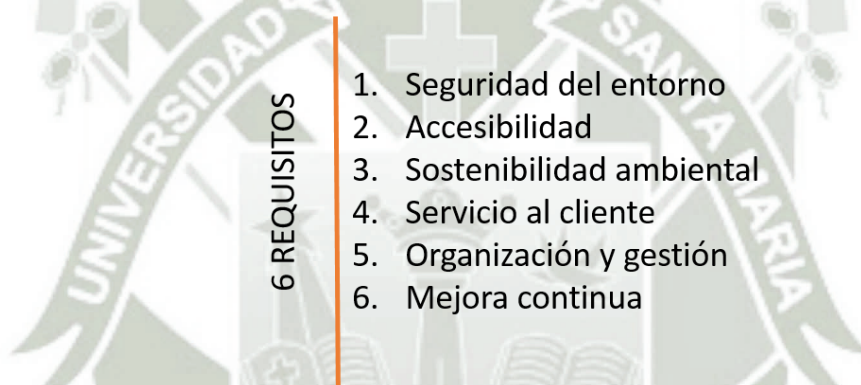 UNIVERSIDAD
SANTA MARIA
6 REQUISITOS
1. Seguridad del entorno
2. Accesibilidad
3. Sostenibilidad ambiental
4. Servicio al cliente
5. Organización y gestión
6. Mejora continua